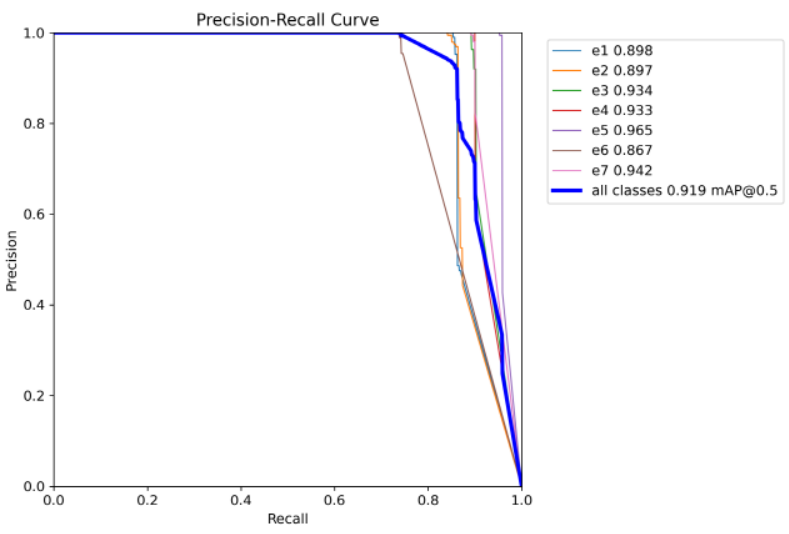 Precision-Recall Curve
1.0
0.8
0.6
0.4
0.2
0.0
Precision
0.0 0.2 0.4 0.6 0.8 1.0
Recall
e1 0.898
e2 0.897
e3 0.934
e4 0.933
e5 0.965
e6 0.867
e7 0.942
all classes 0.919 mAP@0.5